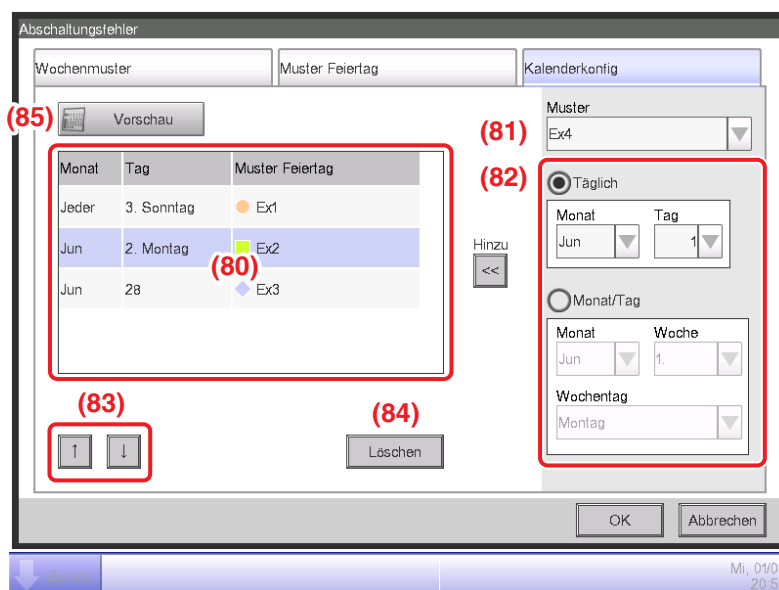 Abschaltungsfehler
Wochenmuster
Muster Feiertag
Kalenderkonfig
(85)
Vorschau
Monat Tag Muster Feiertag
Jeder 3. Sonntag Ex1
Jun 2. Montag Ex2
(80)
Jun 28 Ex3
(83)
↑ ↓
(84)
Löschen
Hinzu
<<
Muster
(81)
Ex4
(82)
Täglich
Monat Tag
Jun 1
Monat/Tag
Monat Woche
Jun 1.
Wochentag
Montag
OK Abbrechen
Mi, 01/0
20:5